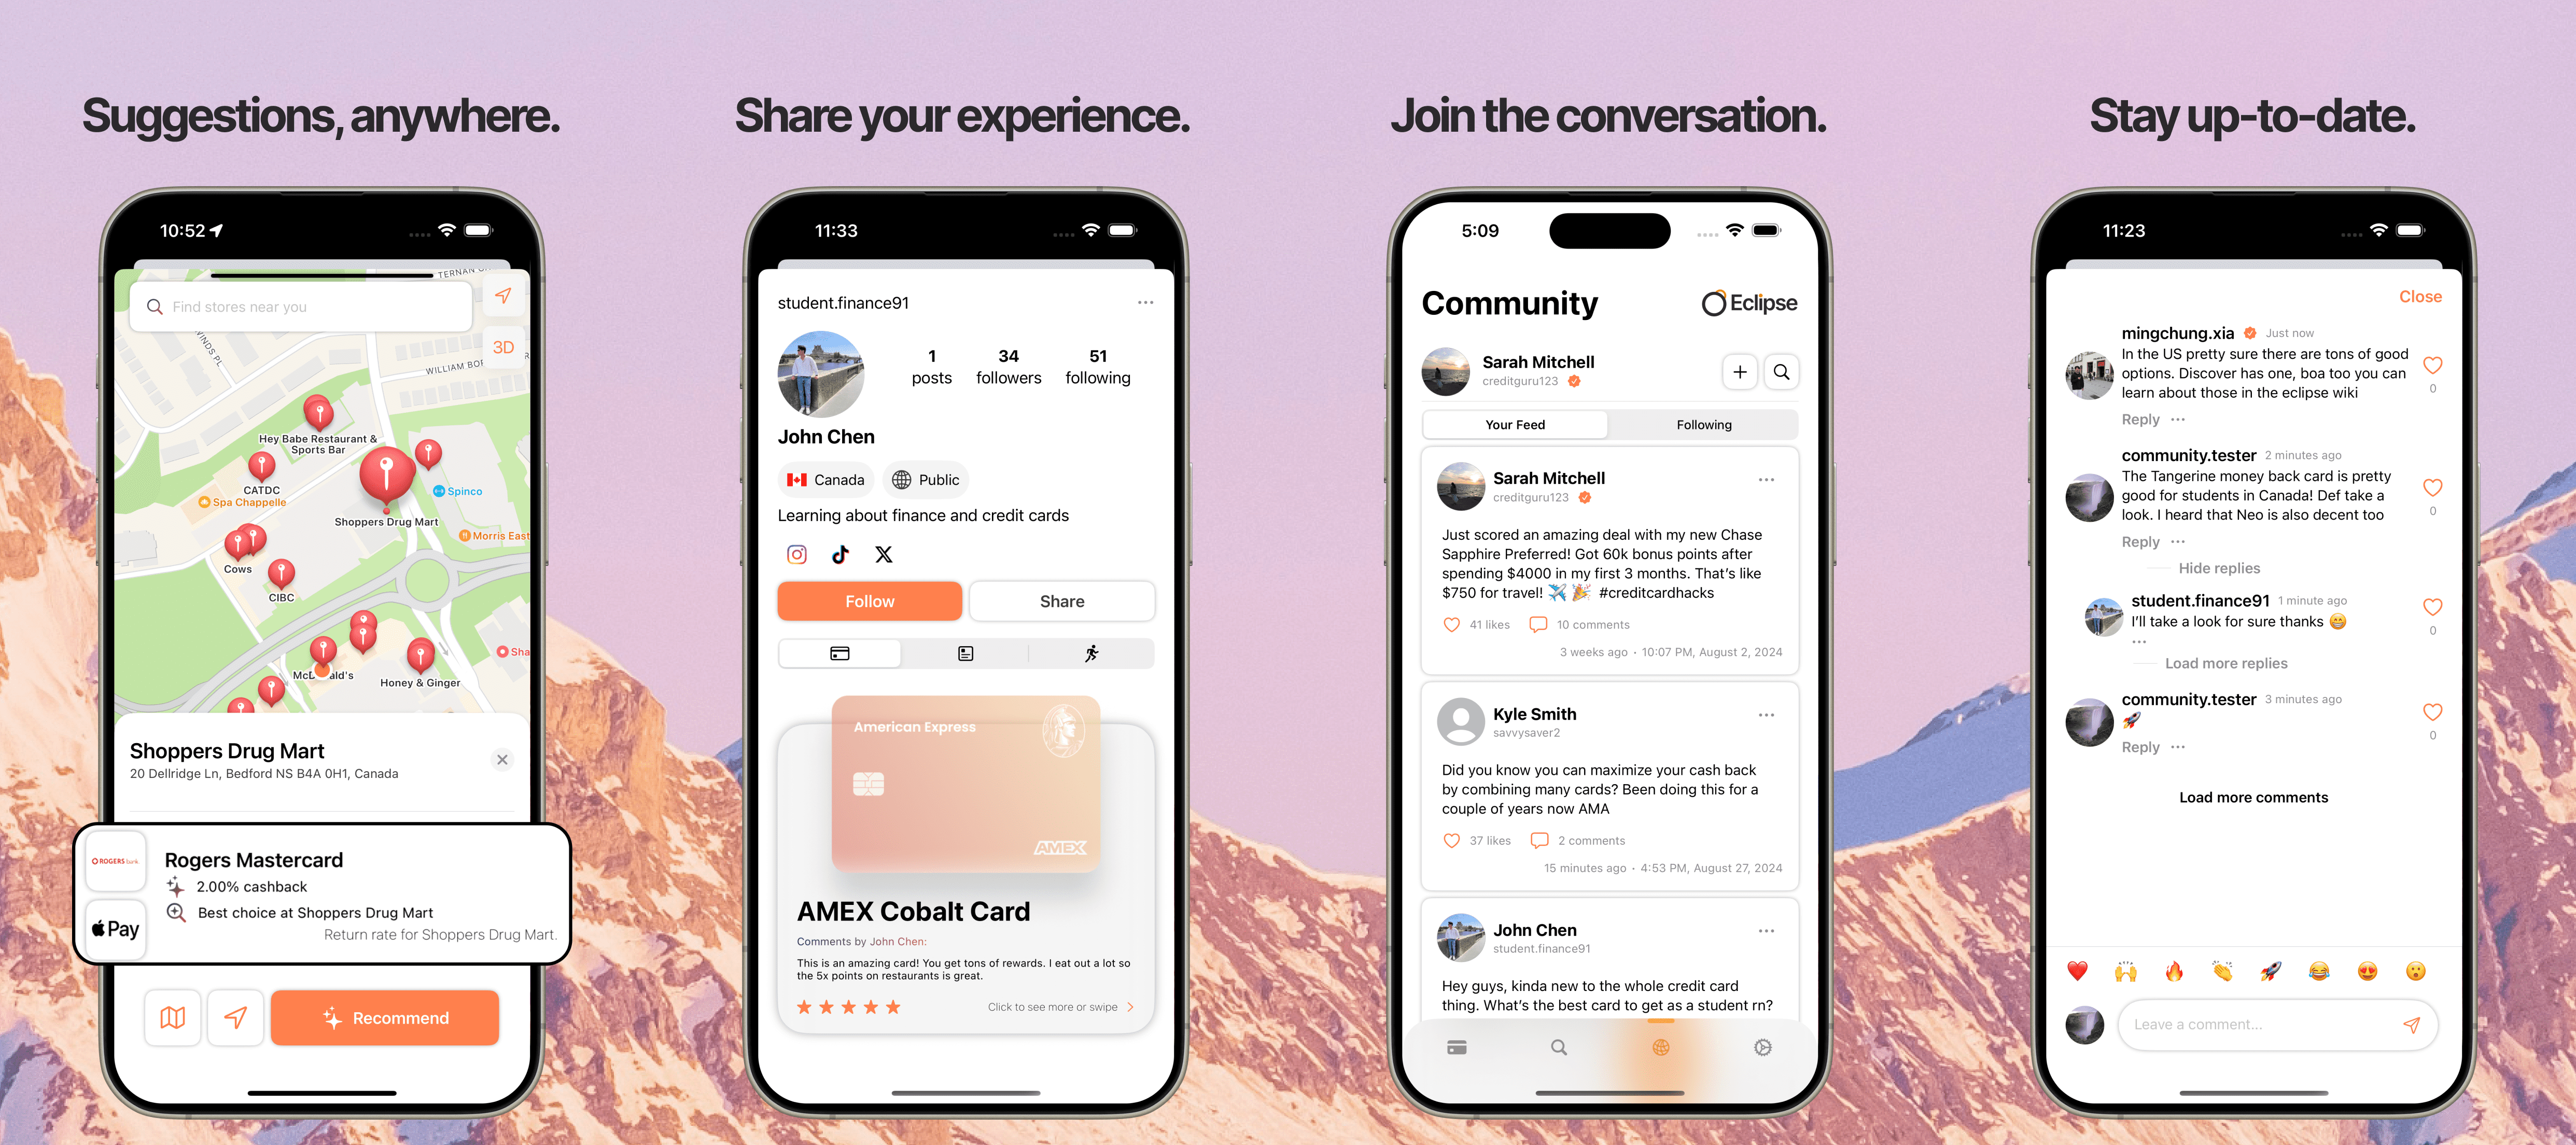 Suggestions, anywhere.
10:52
TERNAN
Find stores near you
3D
WINDS PL
WILLIAM BOR
Hey Babe Restaurant &
Sports Bar
CATDC
Spa Chappelle
Spinco
Shoppers Drug Mart
Morris East
Cows
CIBC
McD ald's
Honey & Ginger
Sha
Shoppers Drug Mart
20 Dellridge Ln, Bedford NS B4A 0H1, Canada
ROGERS bank
Rogers Mastercard
2.00% cashback
Pay
Best choice at Shoppers Drug Mart
Return rate for Shoppers Drug Mart.
Recommend
Share your experience.
11:33
student.finance91
1 34 51
posts followers following
John Chen
Canada Public
Learning about finance and credit cards
Follow Share
American Express
AMEX
AMEX Cobalt Card
Comments by John Chen:
This is an amazing card! You get tons of rewards. I eat out a lot so
the 5x points on restaurants is great.
Click to see more or swipe
Join the conversation.
5:09
Community Eclipse
Sarah Mitchell
creditguru123
Your Feed Following
Sarah Mitchell
creditguru123
Just scored an amazing deal with my new Chase
Sapphire Preferred! Got 60k bonus points after
spending $4000 in my first 3 months. That's like
$750 for travel! ✈️ 🎉 #creditcardhacks
41 likes 10 comments
3 weeks ago • 10:07 PM, August 2, 2024
Kyle Smith
savvysaver2
Did you know you can maximize your cash back
by combining many cards? Been doing this for a
couple of years now AMA
37 likes 2 comments
15 minutes ago • 4:53 PM, August 27, 2024
John Chen
student.finance91
Hey guys, kinda new to the whole credit card
thing. What's the best card to get as a student rn?
Stay up-to-date.
11:23
Close
mingchung.xia Just now
In the US pretty sure there are tons of good
options. Discover has one, boa too you can
learn about those in the eclipse wiki
0
Reply
community.tester 2 minutes ago
The Tangerine money back card is pretty
good for students in Canada! Def take a
look. I heard that Neo is also decent too
0
Reply
Hide replies
student.finance91 1 minute ago
I'll take a look for sure thanks 😁
0
Load more replies
community.tester 3 minutes ago
🚀
0
Reply
Load more comments
❤️ 🙌 🔥 👏 🚀 😂 😍 😮
Leave a comment...